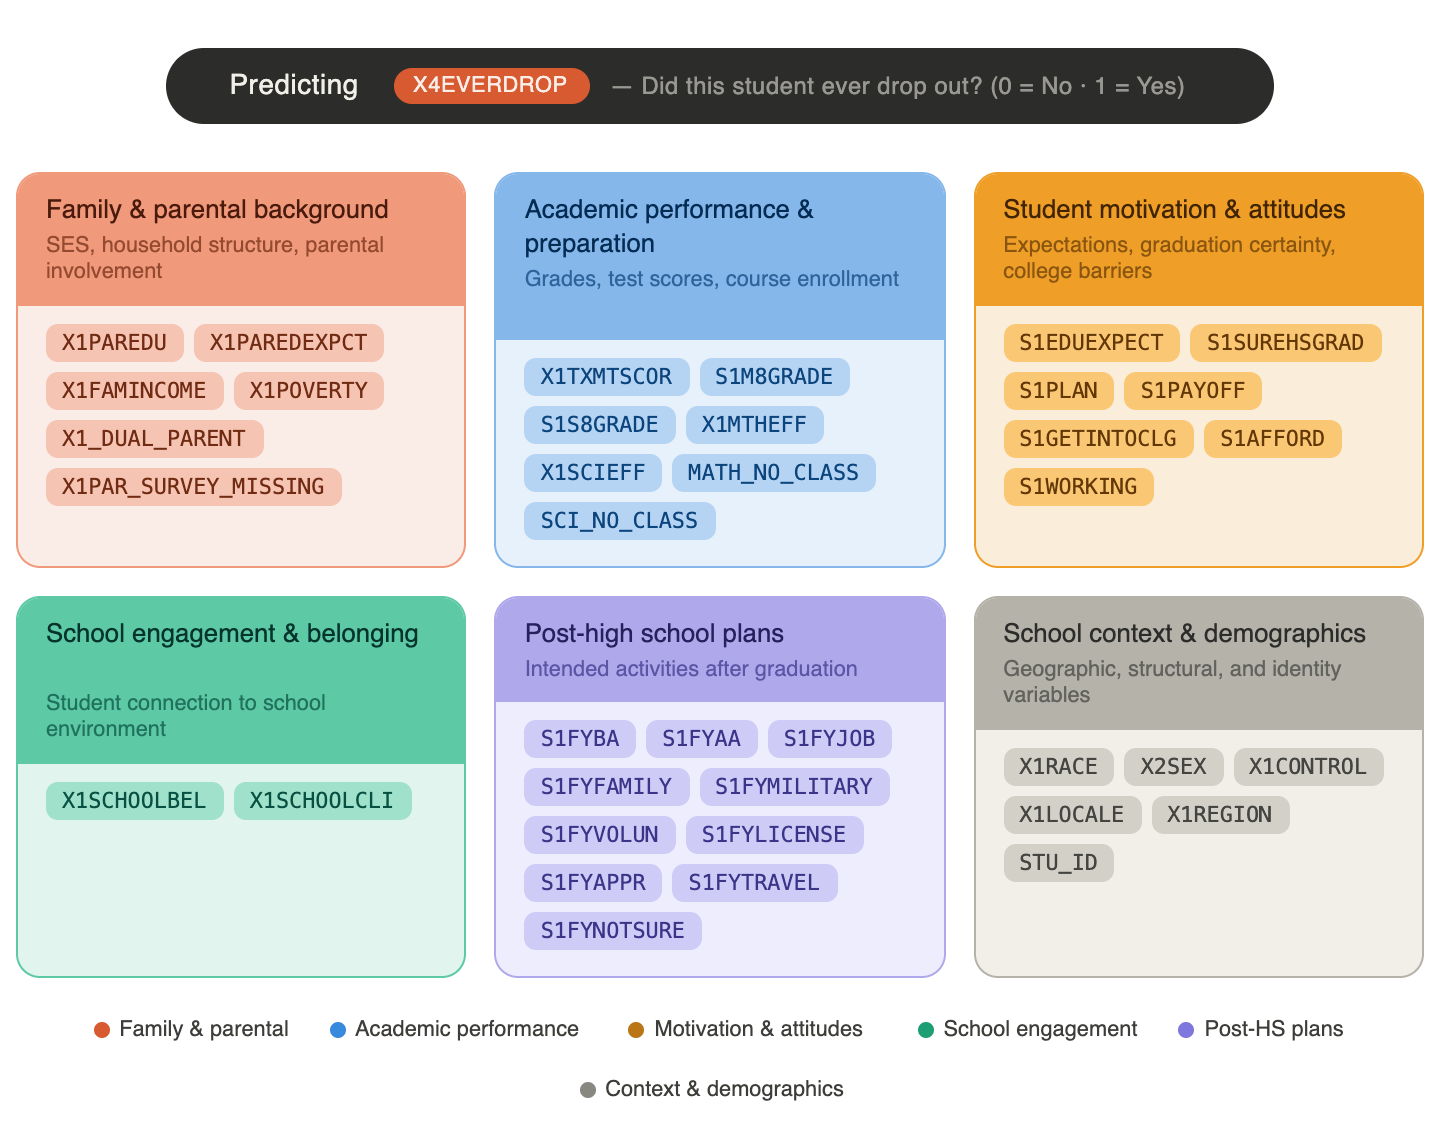 Predicting X4EVERDROP — Did this student ever drop out? (0 = No · 1 = Yes)
Family & parental background
SES, household structure, parental
involvement
X1PAREDU X1PAREDEXPCT
X1FAMINCOME X1POVERTY
X1_DUAL_PARENT
X1PAR_SURVEY_MISSING
Academic performance &
preparation
Grades, test scores, course enrollment
X1TXMTSCOR S1M8GRADE
S1S8GRADE X1MTHEFF
X1SCIEFF MATH_NO_CLASS
SCI_NO_CLASS
Student motivation & attitudes
Expectations, graduation certainty,
college barriers
S1EDUEXPECT S1SUREHSGRAD
S1PLAN S1PAYOFF
S1GETINTOCLG S1AFFORD
S1WORKING
School engagement & belonging
Student connection to school
environment
X1SCHOOLBEL X1SCHOOLCLI
Post-high school plans
Intended activities after graduation
S1FYBA S1FYAA S1FYJOB
S1FYFAMILY S1FYMILITARY
S1FYVOLUN S1FYLICENSE
S1FYAPPR S1FYTRAVEL
S1FYNOTSURE
School context & demographics
Geographic, structural, and identity
variables
X1RACE X2SEX X1CONTROL
X1LOCALE X1REGION
STU_ID
Family & parental Academic performance Motivation & attitudes School engagement Post-HS plans
Context & demographics